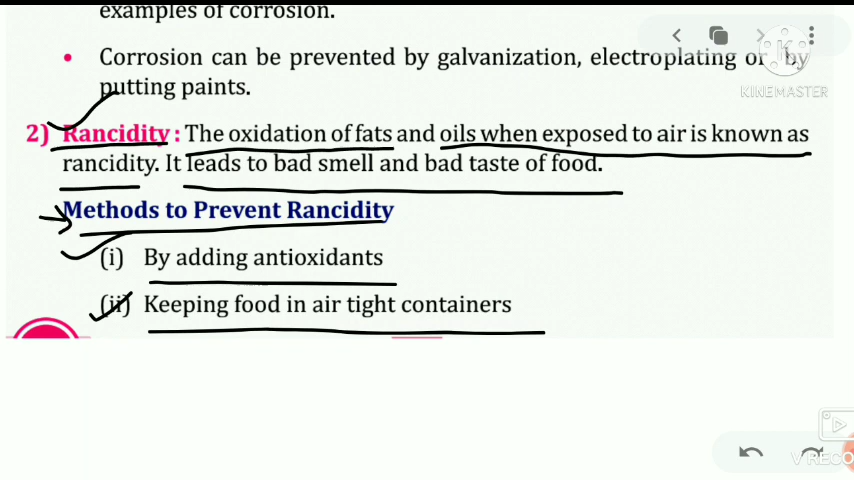 examples of corrosion.
• Corrosion can be prevented by galvanization, electroplating or by
KINEMASTER
putting paints.
2) Rancidity : The oxidation of fats and oils when exposed to air is known as
rancidity. It leads to bad smell and bad taste of food.
Methods to Prevent Rancidity
(i) By adding antioxidants
(ii) Keeping food in air tight containers
V RECO